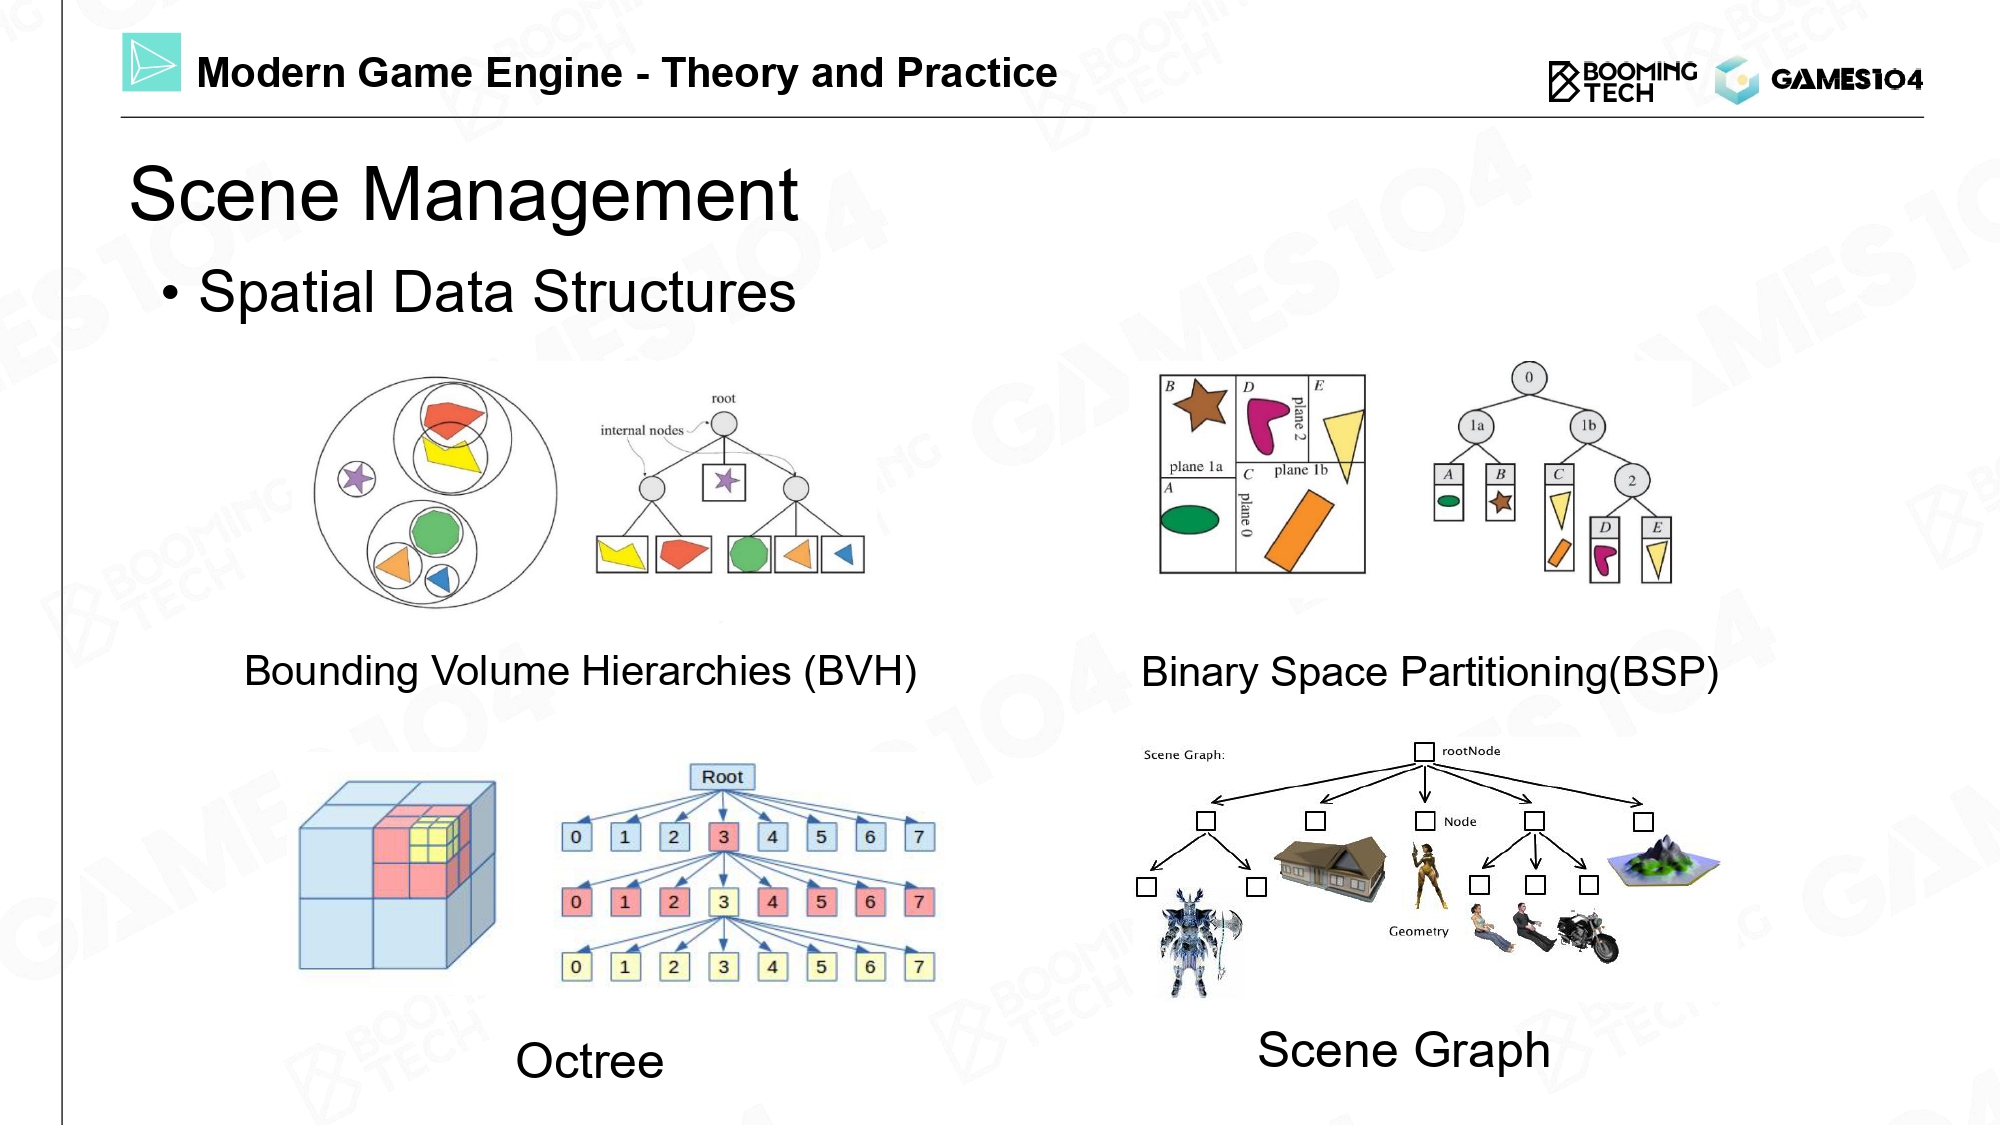 Modern Game Engine - Theory and Practice
BOOMING
TECH
GAMES104
Scene Management
• Spatial Data Structures
root
internal nodes
B
D
E
plane 2
plane 1a
C
plane 1b
A
plane 0
0
1a
1b
A
B
C
2
D
E
Bounding Volume Hierarchies (BVH)
Binary Space Partitioning(BSP)
Root
0 1 2 3 4 5 6 7
0 1 2 3 4 5 6 7
0 1 2 3 4 5 6 7
Scene Graph:
rootNode
Node
Geometry
Octree
Scene Graph